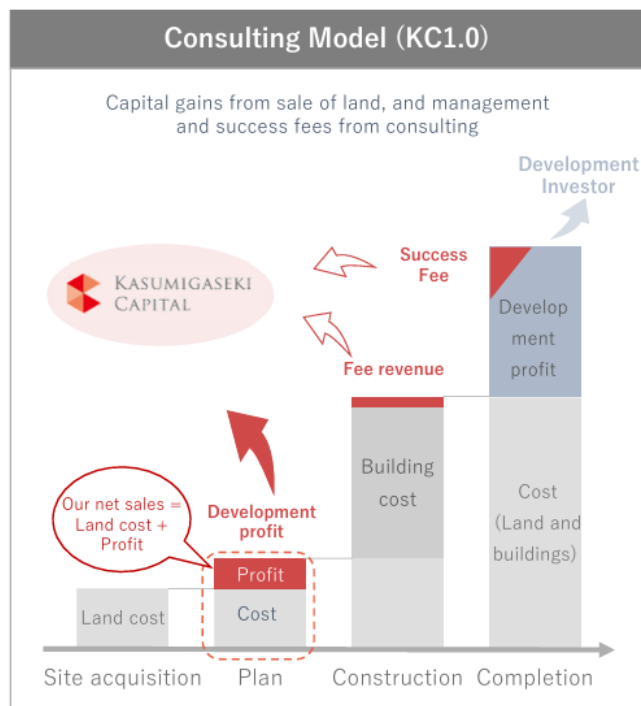 Consulting Model (KC1.0)
Capital gains from sale of land, and management
and success fees from consulting
Development
Investor
KASUMIGASEKI
CAPITAL
Success
Fee
Develop
ment
profit
Fee revenue
Building
cost
Our net sales =
Land cost +
Profit
Development
profit
Cost
(Land and
buildings)
Profit
Land cost
Cost
Site acquisition
Plan
Construction
Completion